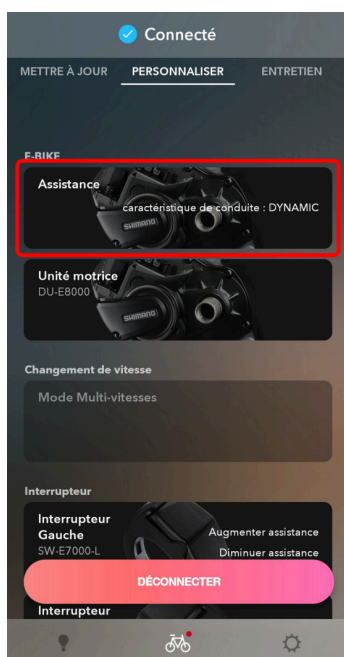 Connecté
METTRE À JOUR PERSONNALISER ENTRETIEN
E-BIKE
Assistance
caractéristique de conduite : DYNAMIC
SHIMANO
Unité motrice
DU-E8000
SHIMANO
Changement de vitesse
Mode Multi-vitesses
Interrupteur
Interrupteur
Gauche
Augmenter assistance
SW-E7000-L
Diminuer assistance
DÉCONNECTER
Interrupteur